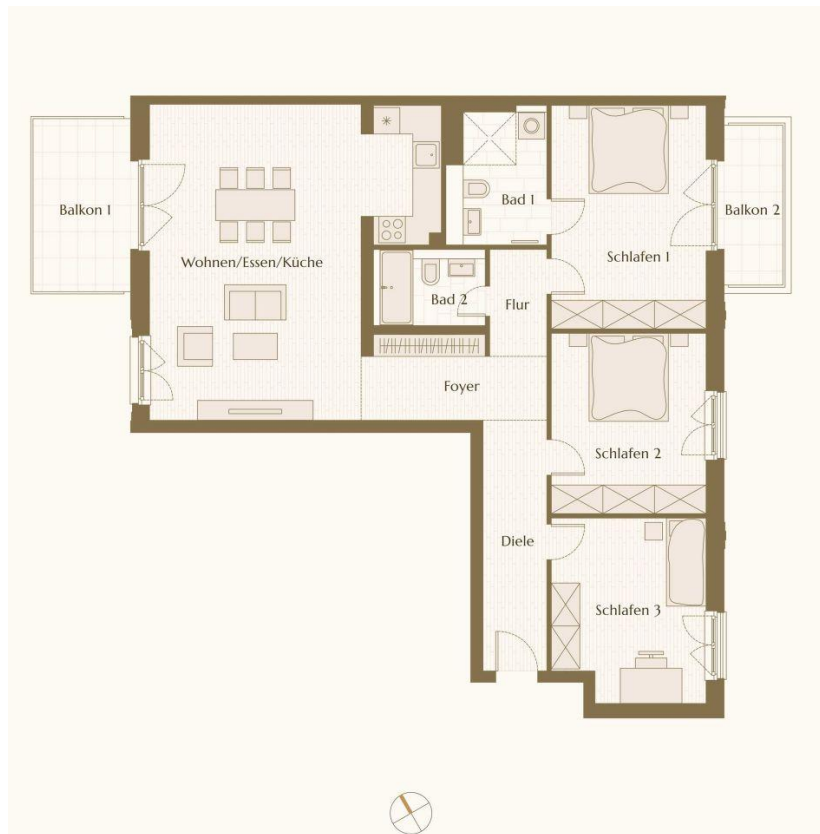 Balkon 1
Wohnen/Essen/Küche
Bad 1
Schlafen 1
Balkon 2
Bad 2
Flur
Foyer
Schlafen 2
Diele
Schlafen 3